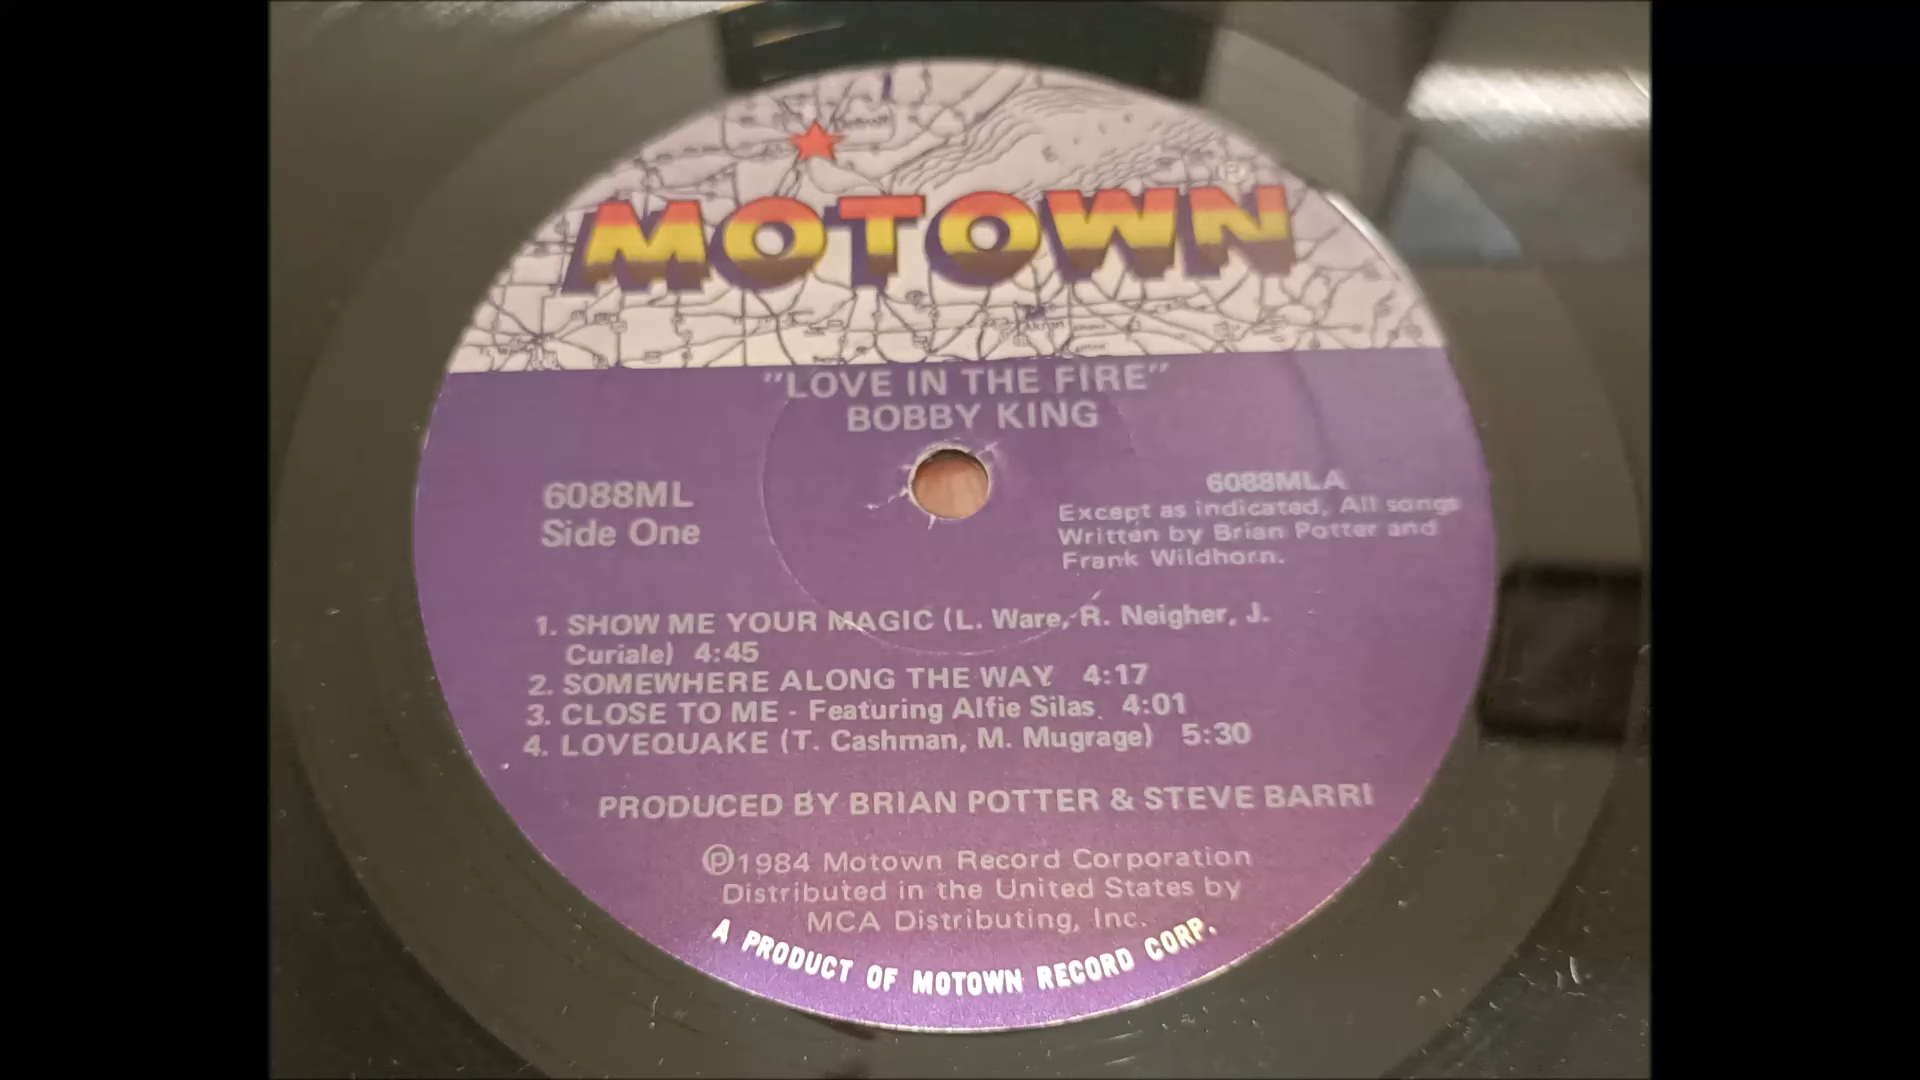 MOTOWN
"LOVE IN THE FIRE"
BOBBY KING
6088ML
Side One
6088MLA
Except as indicated, All songs
Written by Brian Potter and
Frank Wildhorn.
1. SHOW ME YOUR MAGIC (L. Ware, R. Neigher, J.
Curiale) 4:45
2. SOMEWHERE ALONG THE WAY 4:17
3. CLOSE TO ME - Featuring Alfie Silas 4:01
4. LOVEQUAKE (T. Cashman, M. Mugrage) 5:30
PRODUCED BY BRIAN POTTER & STEVE BARRI
℗1984 Motown Record Corporation
Distributed in the United States by
MCA Distributing, Inc.
A PRODUCT OF MOTOWN RECORD CORP.